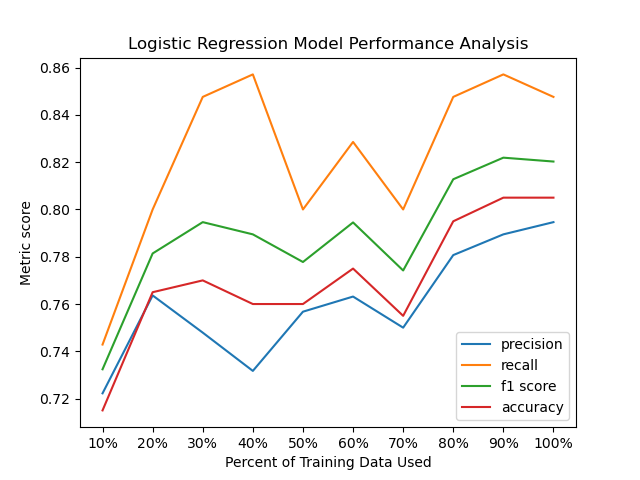 Logistic Regression Model Performance Analysis
Metric score
0.86
0.84
0.82
0.80
0.78
0.76
0.74
0.72
precision
recall
f1 score
accuracy
10% 20% 30% 40% 50% 60% 70% 80% 90% 100%
Percent of Training Data Used